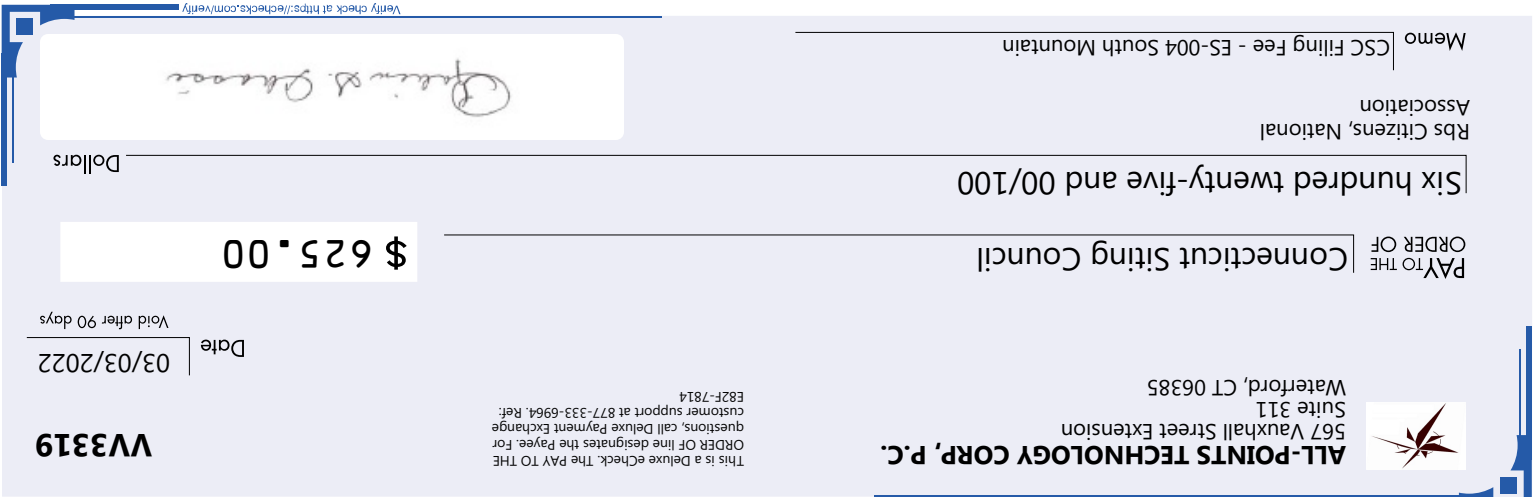 ALL-POINTS TECHNOLOGY CORP, P.C.
567 Vauxhall Street Extension
Suite 311
Waterford, CT 06385
This is a Deluxe eCheck. The PAY TO THE
ORDER OF line designates the Payee. For
questions, call Deluxe Payment Exchange
customer support at 877-333-6964. Ref:
E82F-7814
VV3319
Date 03/03/2022
Void after 90 days
PAY TO THE
ORDER OF
Connecticut Siting Council
$ 625.00
Six hundred twenty-five and 00/100
Dollars
Rbs Citizens, National
Association
Memo CSC Filing Fee - ES-004 South Mountain
Verify check at https://echecks.com/verify